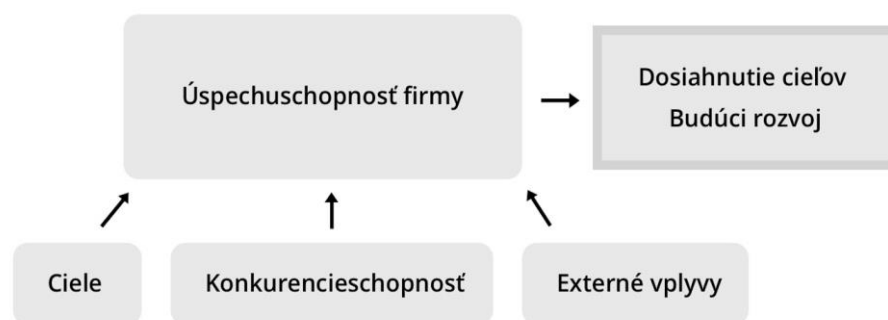 Úspechuschopnosť firmy
Dosiahnutie cieľov
Budúci rozvoj
Ciele
Konkurencieschopnosť
Externé vplyvy